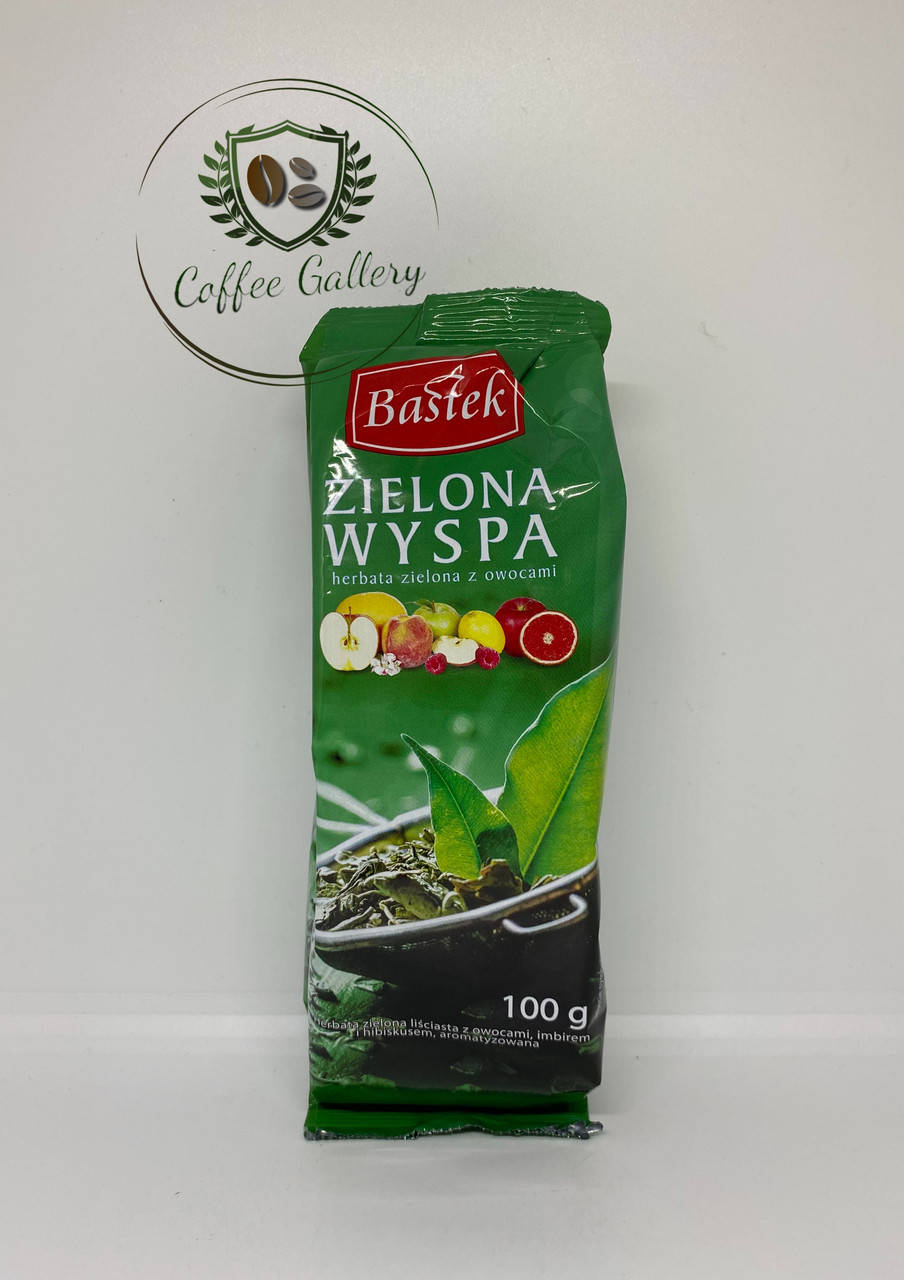 Coffee Gallery
Bastek
ZIELONA
WYSPA
herbata zielona z owocami
100 g
Herbata zielona liściasta z owocami, imbirem
i hibiskusem, aromatyzowana